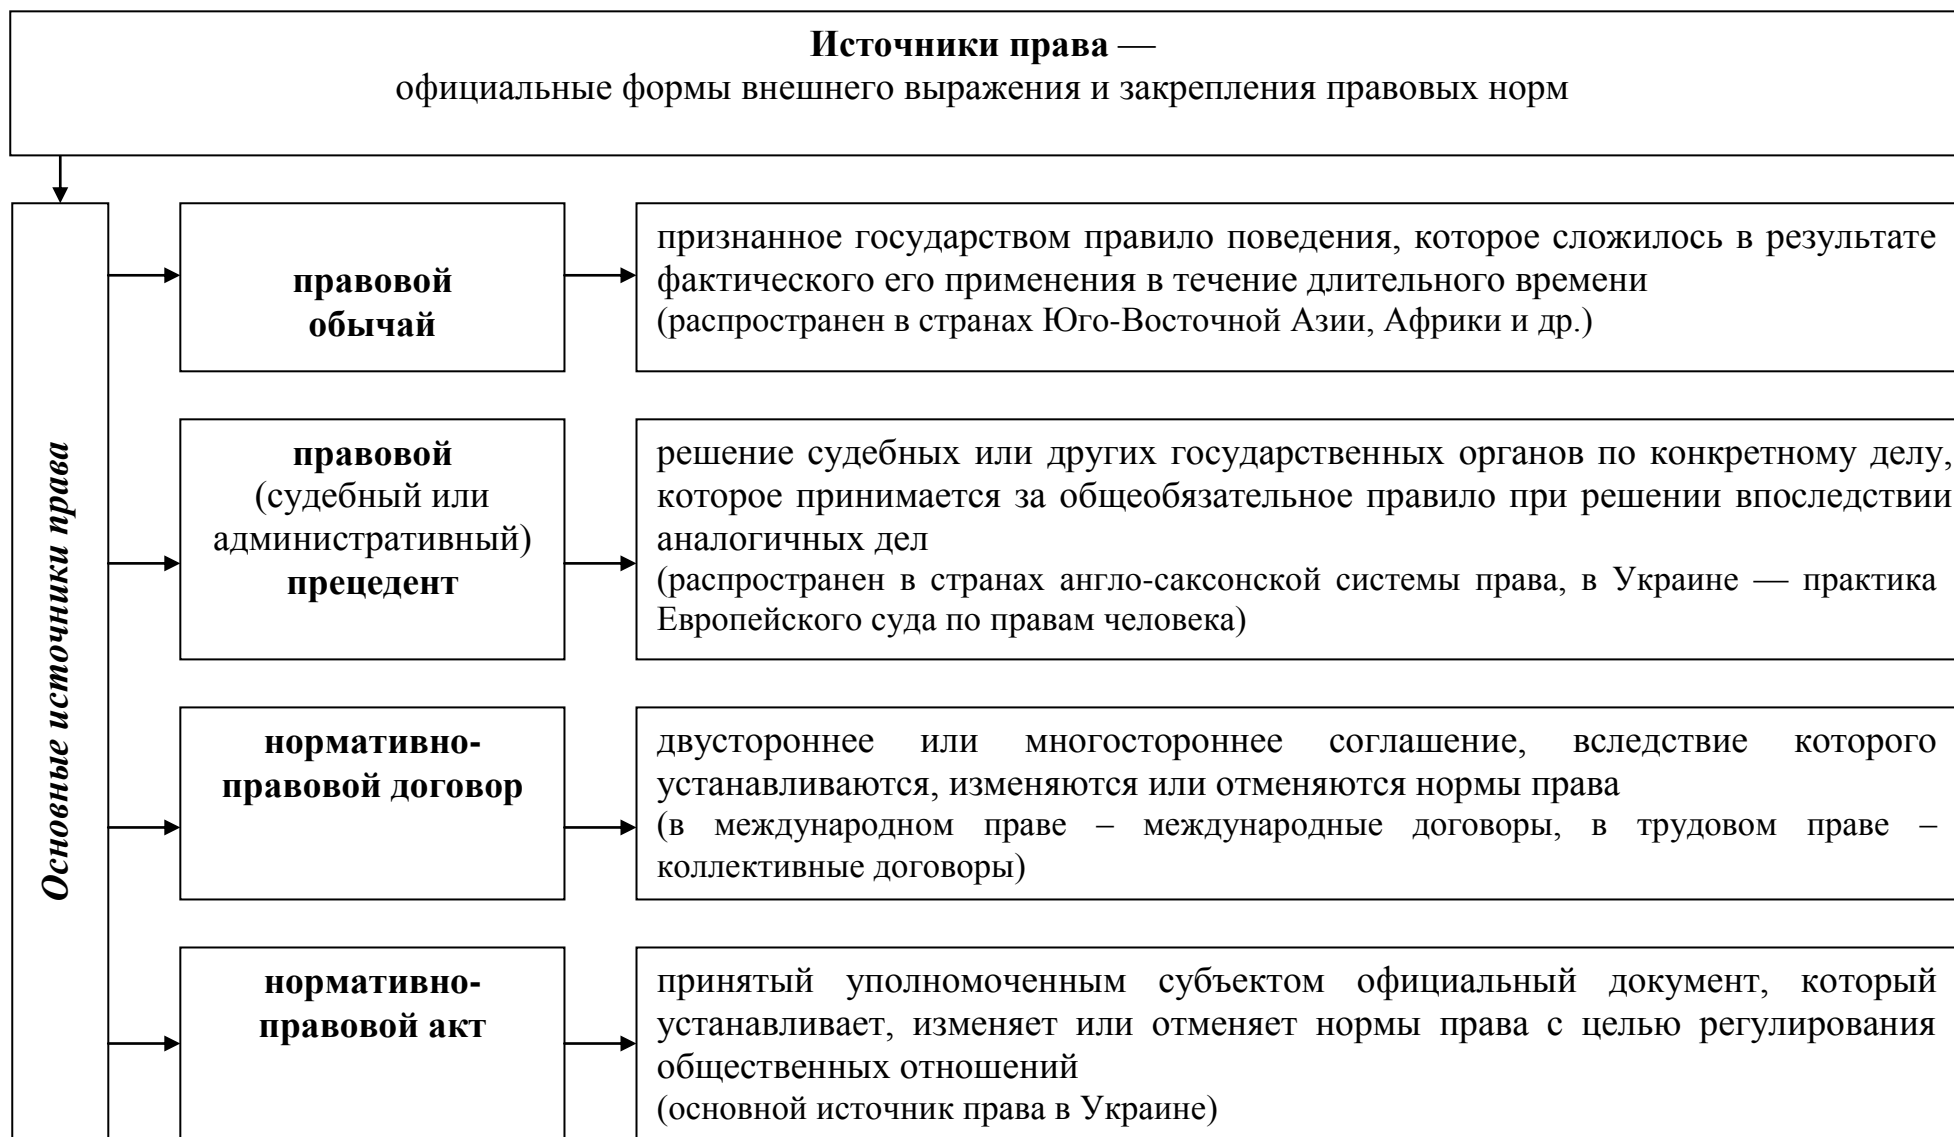 Источники права —
официальные формы внешнего выражения и закрепления правовых норм
Основные источники права
правовой
обычай
признанное государством правило поведения, которое сложилось в результате
фактического его применения в течение длительного времени
(распространен в странах Юго-Восточной Азии, Африки и др.)
правовой
(судебный или
административный)
прецедент
решение судебных или других государственных органов по конкретному делу,
которое принимается за общеобязательное правило при решении впоследствии
аналогичных дел
(распространен в странах англо-саксонской системы права, в Украине — практика
Европейского суда по правам человека)
нормативно-
правовой договор
двустороннее или многостороннее соглашение, вследствие которого
устанавливаются, изменяются или отменяются нормы права
(в международном праве – международные договоры, в трудовом праве –
коллективные договоры)
нормативно-
правовой акт
принятый уполномоченным субъектом официальный документ, который
устанавливает, изменяет или отменяет нормы права с целью регулирования
общественных отношений
(основной источник права в Украине)